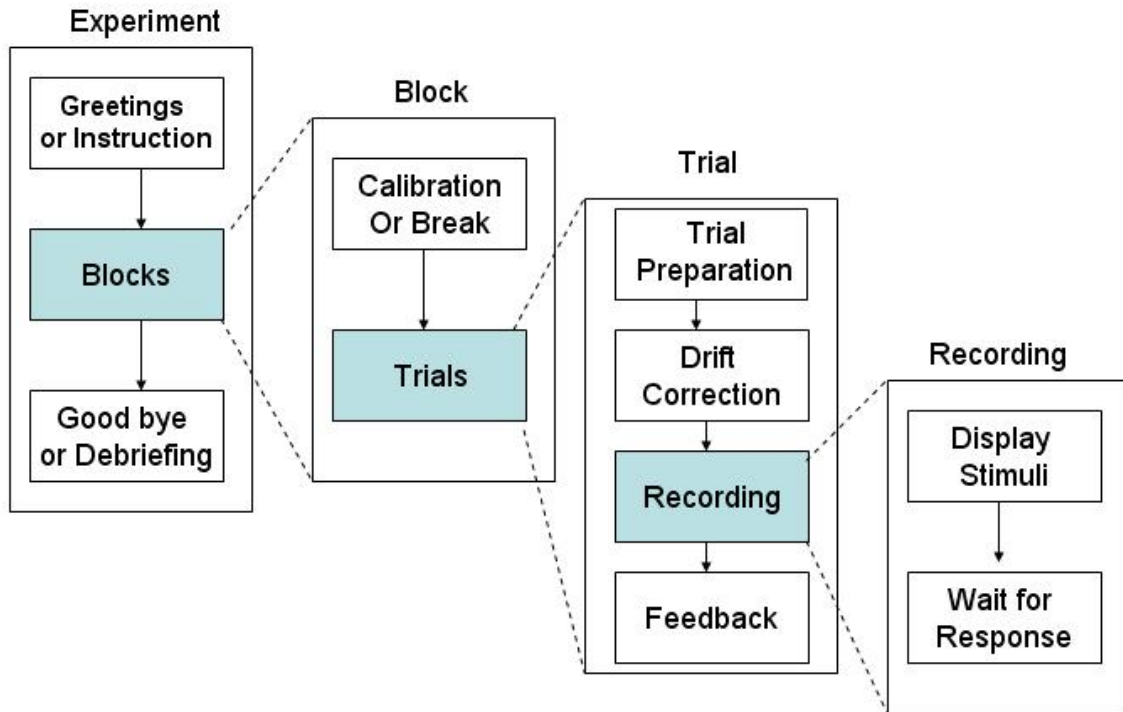 Experiment
Greetings
or Instruction
Blocks
Good bye
or Debriefing
Block
Calibration
Or Break
Trials
Trial
Trial
Preparation
Drift
Correction
Recording
Feedback
Recording
Display
Stimuli
Wait for
Response